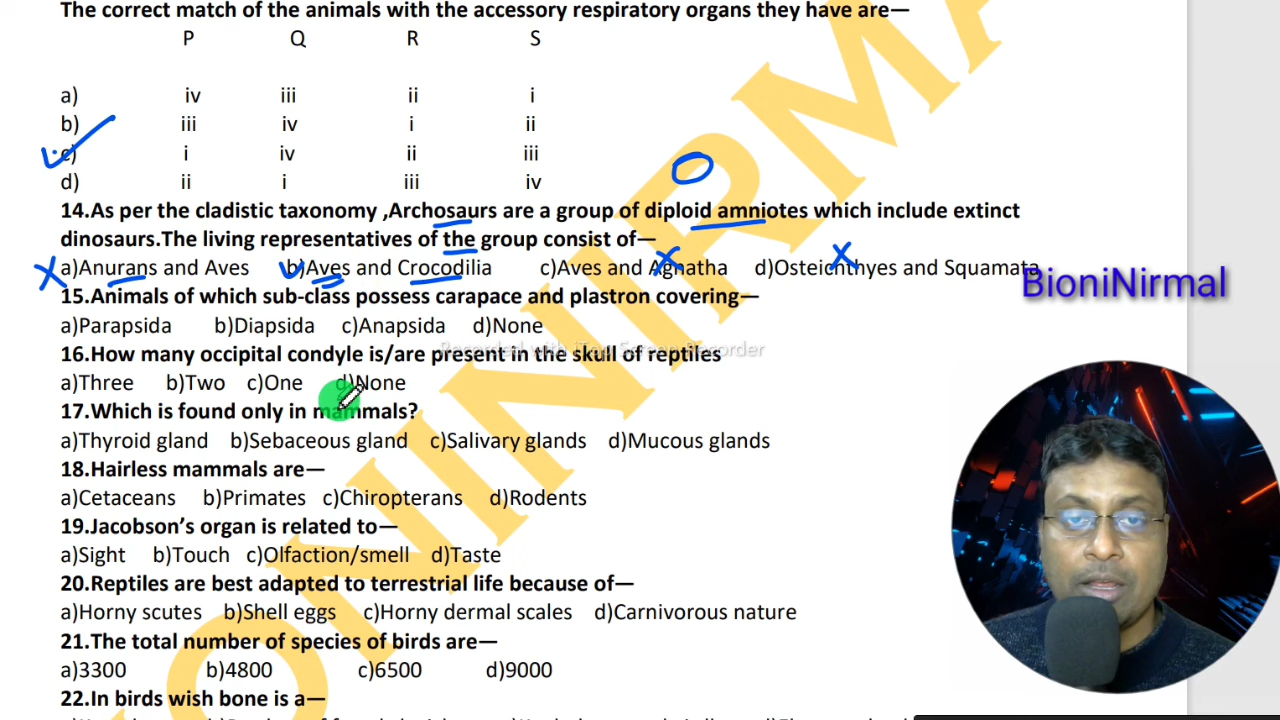 The correct match of the animals with the accessory respiratory organs they have are—
P Q R S
a) iv iii ii i
b) iii iv i ii
c) i iv ii iii
d) ii i iii iv
14.As per the cladistic taxonomy ,Archosaurs are a group of diploid amniotes which include extinct
dinosaurs.The living representatives of the group consist of—
a)Anurans and Aves b)Aves and Crocodilia c)Aves and Agnatha d)Osteichthyes and Squamata
BioniNirmal
15.Animals of which sub-class possess carapace and plastron covering—
a)Parapsida b)Diapsida c)Anapsida d)None
Recorded with iTop Screen Recorder
16.How many occipital condyle is/are present in the skull of reptiles
a)Three b)Two c)One d)None
17.Which is found only in mammals?
a)Thyroid gland b)Sebaceous gland c)Salivary glands d)Mucous glands
18.Hairless mammals are—
a)Cetaceans b)Primates c)Chiropterans d)Rodents
19.Jacobson’s organ is related to—
a)Sight b)Touch c)Olfaction/smell d)Taste
20.Reptiles are best adapted to terrestrial life because of—
a)Horny scutes b)Shell eggs c)Horny dermal scales d)Carnivorous nature
21.The total number of species of birds are—
a)3300 b)4800 c)6500 d)9000
22.In birds wish bone is a—
IONINIRMA